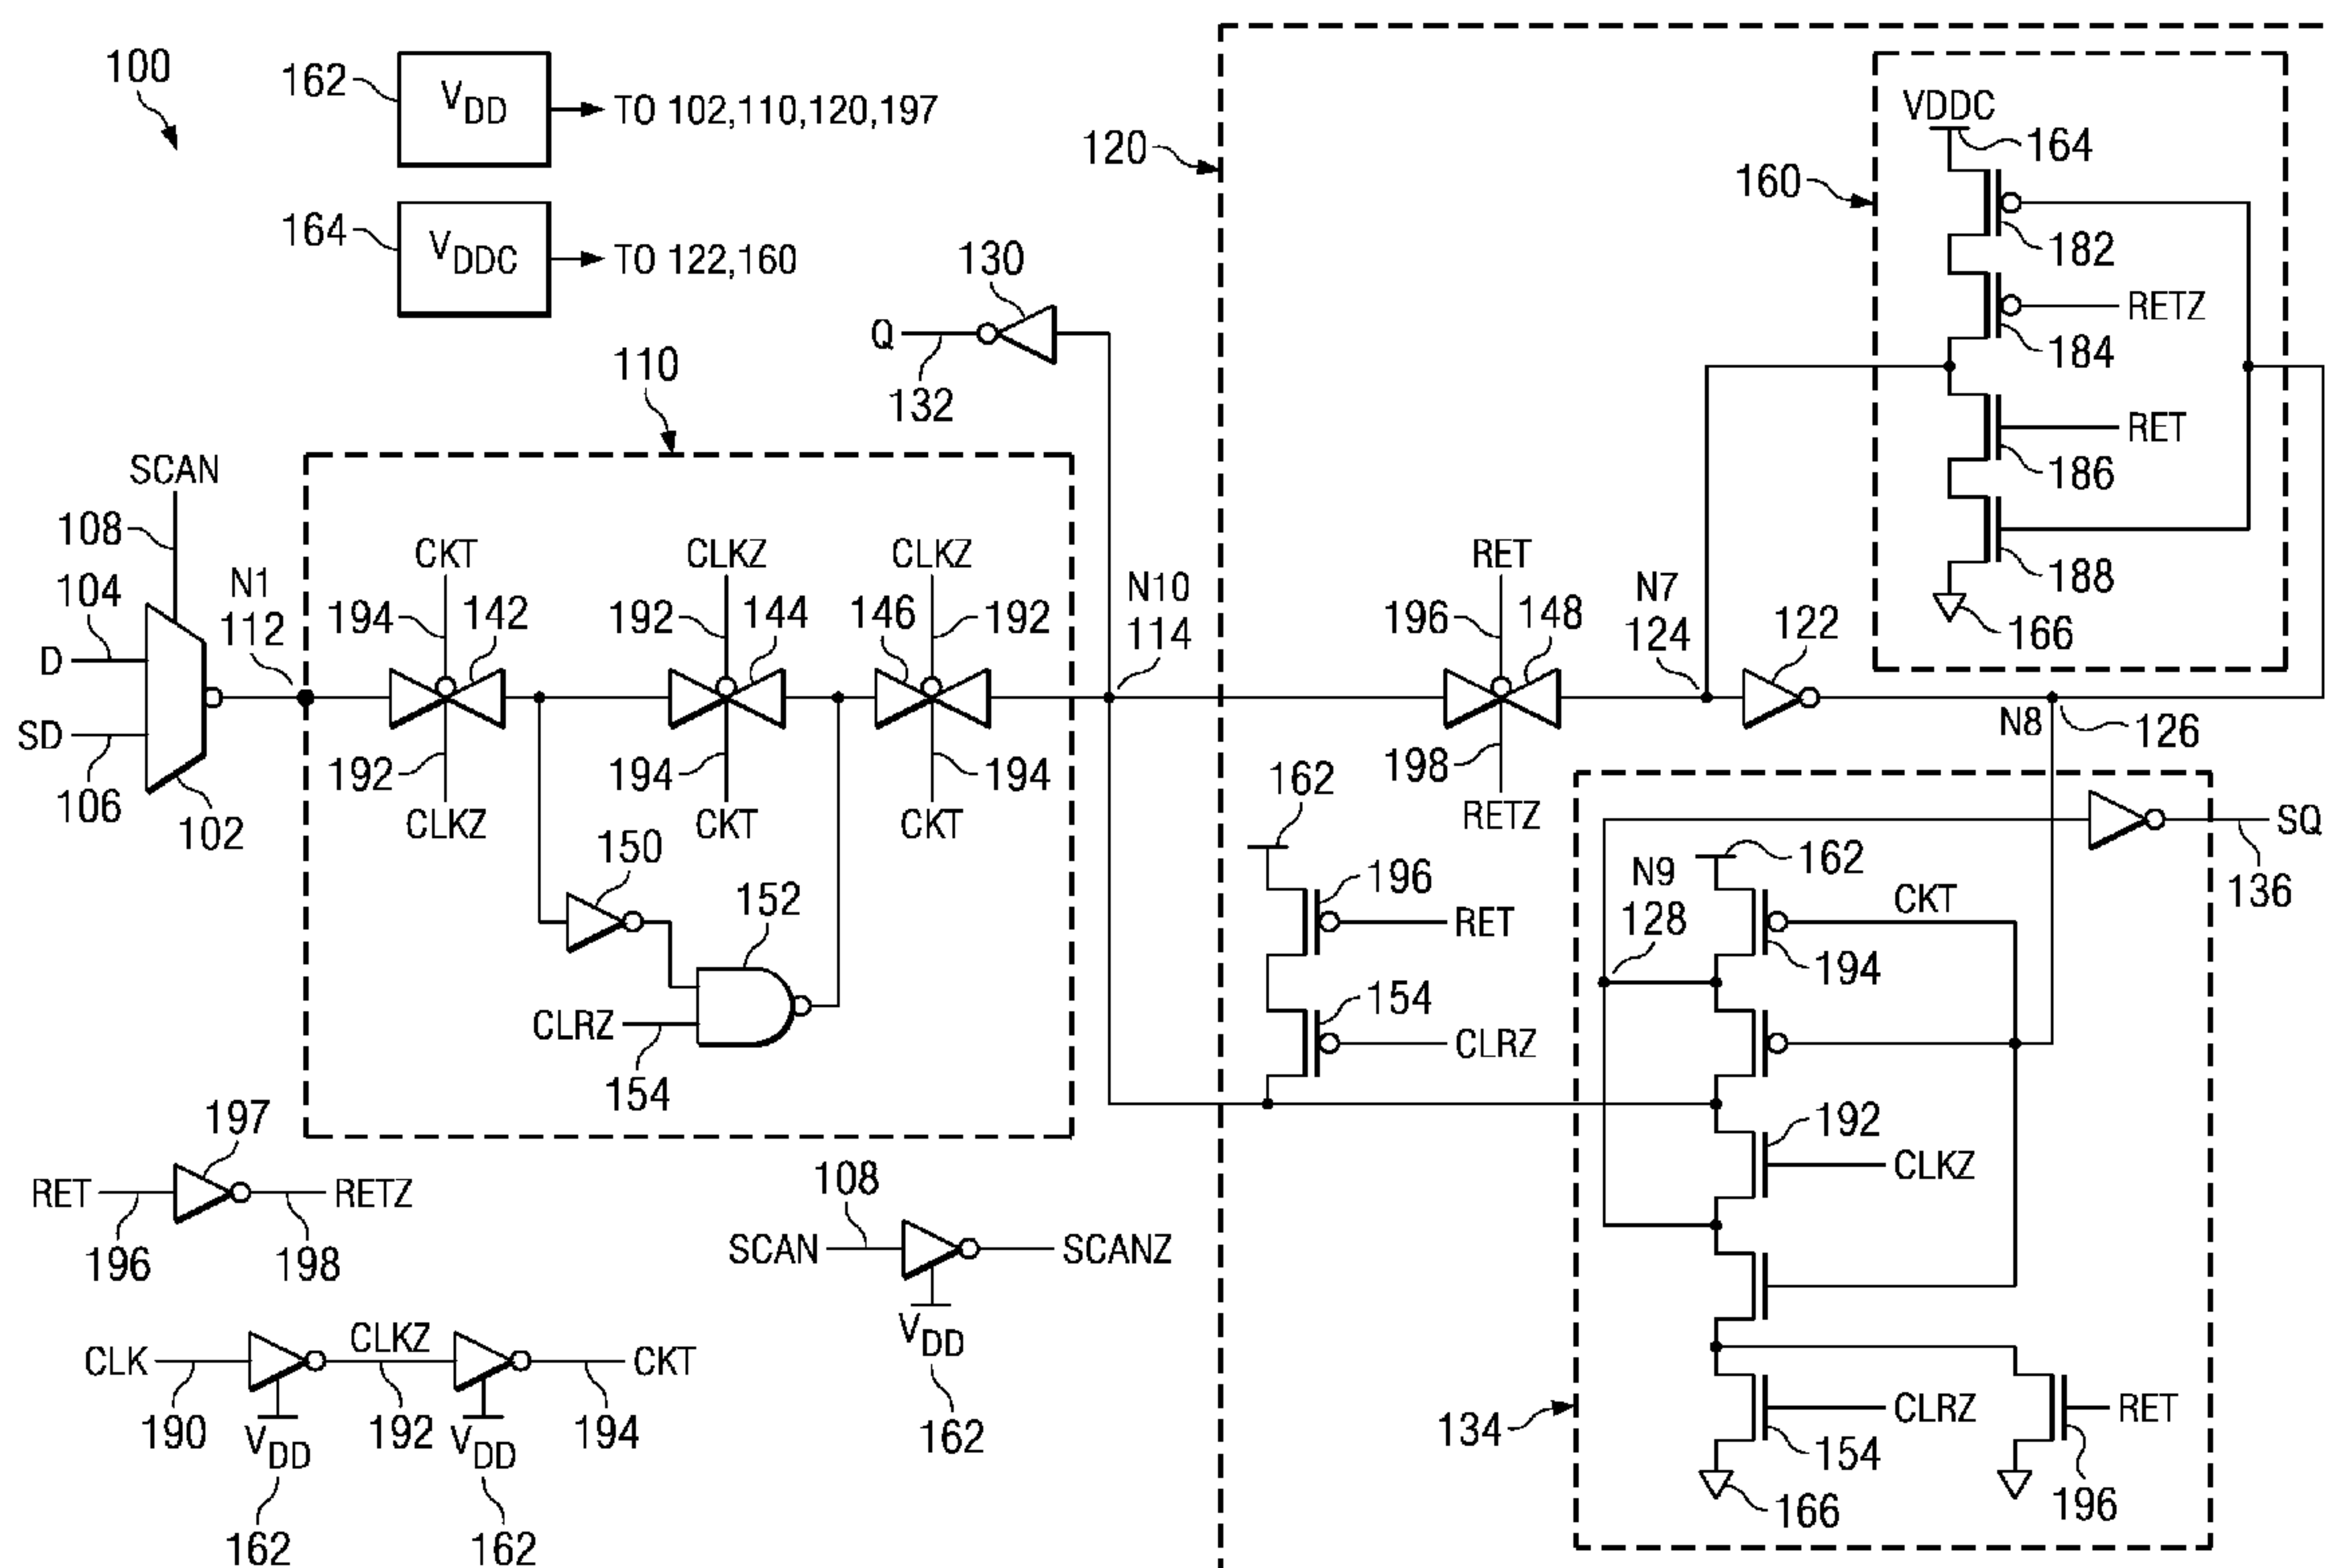 100
162
VDD
TO 102,110,120,197
164
VDDC
TO 122,160
120
160
VDDC
164
182
RETZ
184
RET
186
188
166
130
Q
132
110
SCAN
108
104
D
SD
106
102
N1
112
CKT
194
142
192
CLKZ
CLKZ
192
144
194
CKT
CLKZ
146
192
194
CKT
150
152
CLRZ
154
N10
114
RET
196
148
198
RETZ
N7
124
122
N8
126
162
196
RET
154
CLRZ
SQ
136
162
N9
128
CKT
194
192
CLKZ
CLRZ
154
166
RET
196
134
197
RET
RETZ
196
198
108
SCAN
SCANZ
VDD
162
CLK
190
CLKZ
192
CKT
194
VDD
162
VDD
162